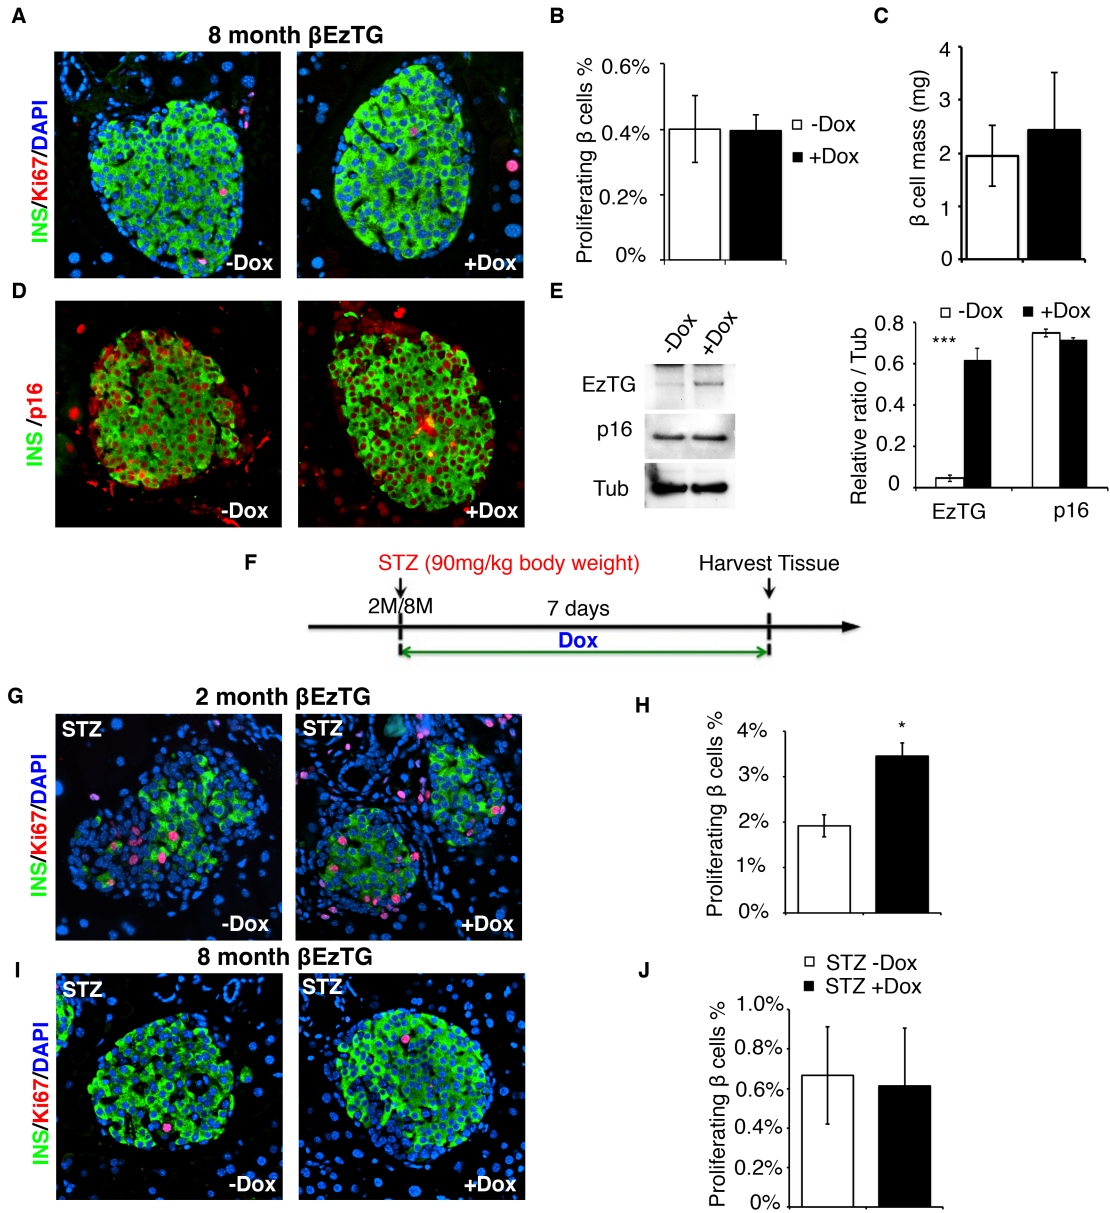 A
8 month βEzTG
INS/Ki67/DAPI
-Dox
+Dox
B
Proliferating β cells %
0.6%
0.4%
0.2%
0%
-Dox
+Dox
C
β cell mass (mg)
4
3
2
1
0
D
INS /p16
-Dox
+Dox
E
-Dox
+Dox
EzTG
p16
Tub
Relative ratio / Tub
-Dox
+Dox
0.8
0.6
0.4
0.2
0
***
EzTG
p16
F
STZ (90mg/kg body weight)
Harvest Tissue
2M/8M
7 days
Dox
G
2 month βEzTG
INS/Ki67/DAPI
STZ
-Dox
STZ
+Dox
H
Proliferating β cells %
4%
3%
2%
1%
0%
*
I
8 month βEzTG
INS/Ki67/DAPI
STZ
-Dox
STZ
+Dox
J
STZ -Dox
STZ +Dox
Proliferating β cells %
1.0%
0.8%
0.6%
0.4%
0.2%
0%